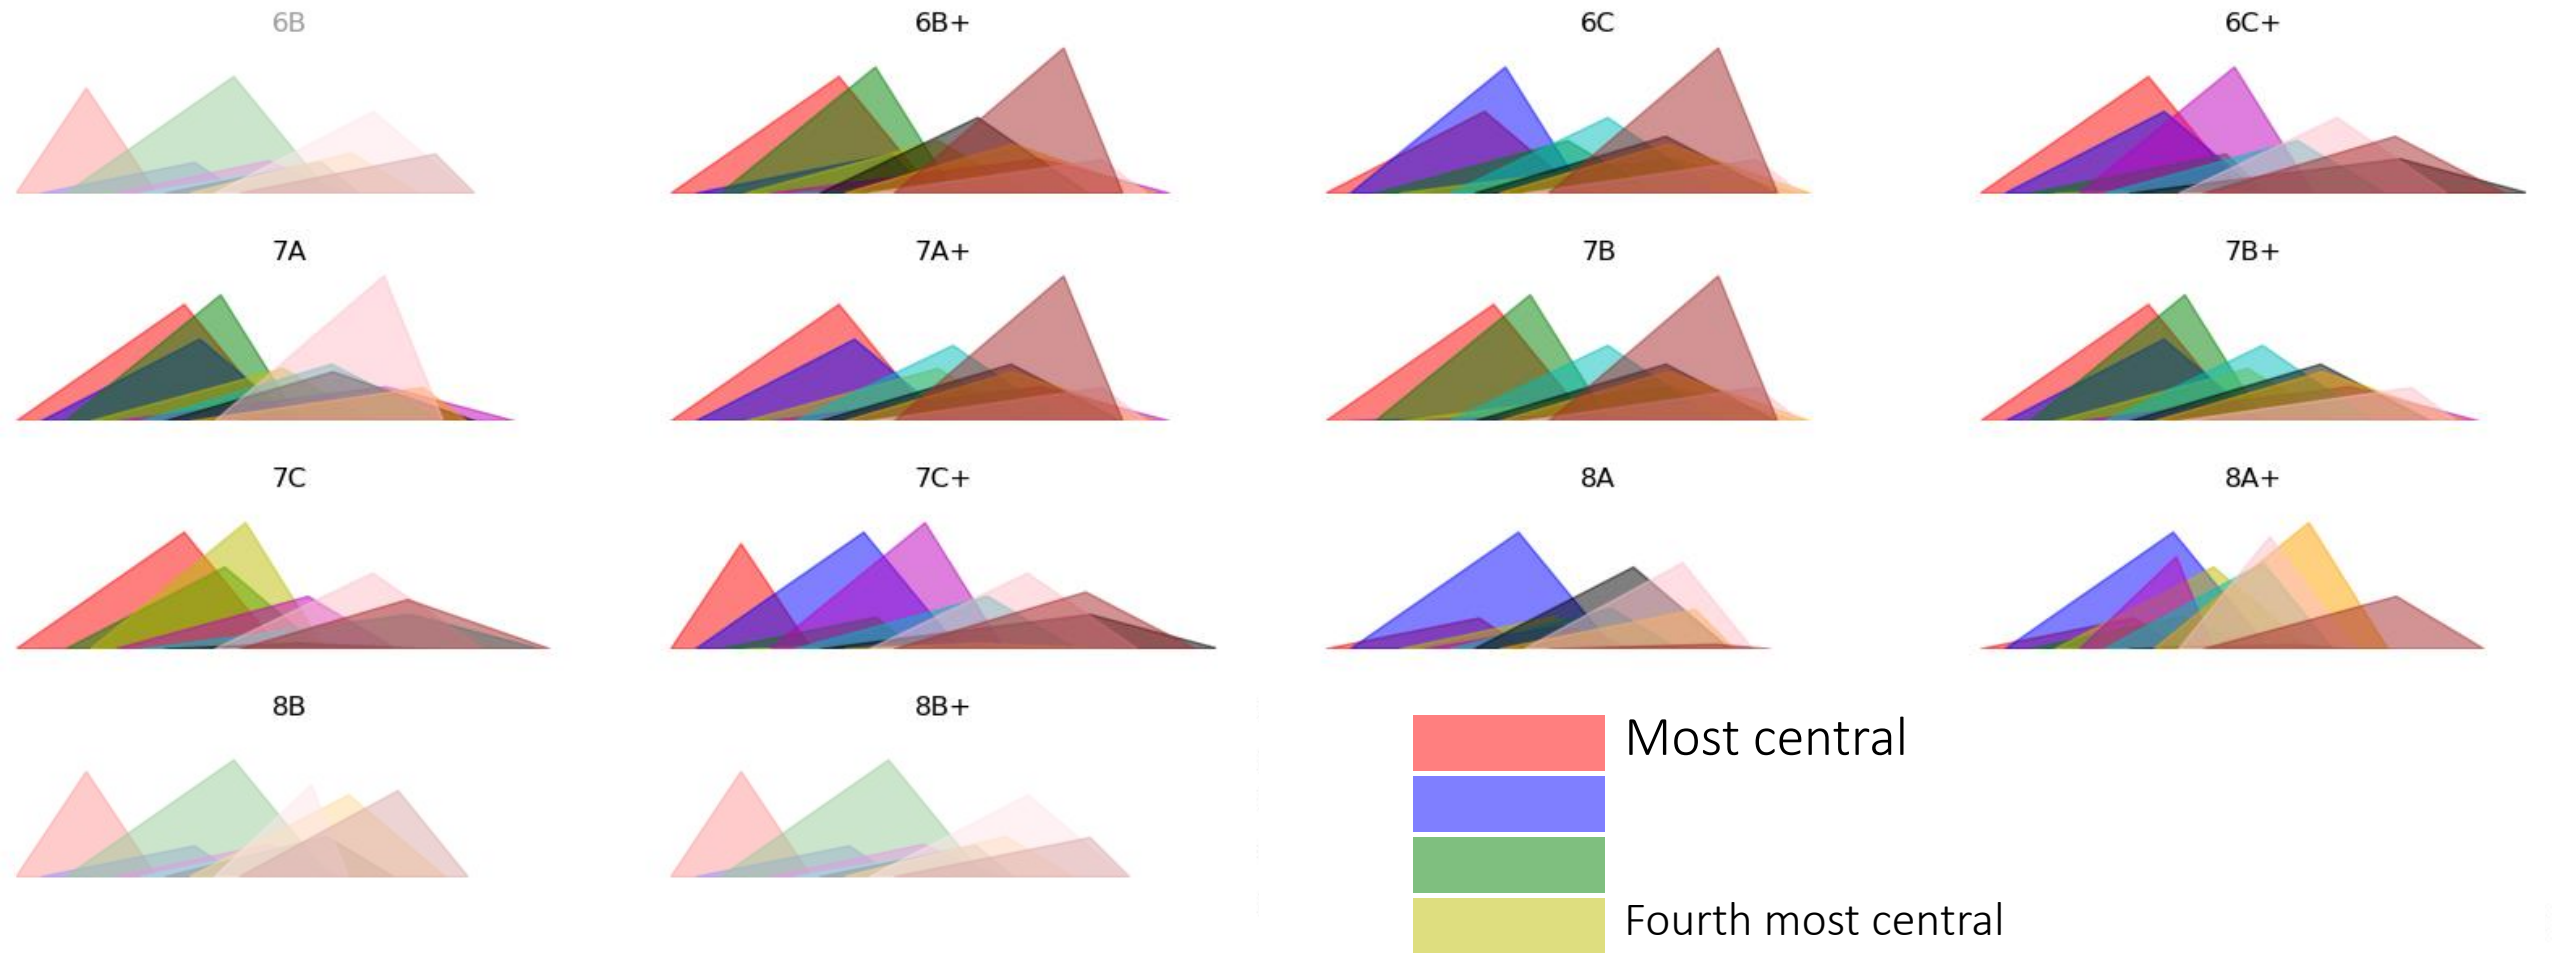 6B
6B+
6C
6C+
7A
7A+
7B
7B+
7C
7C+
8A
8A+
8B
8B+
Most central
Fourth most central